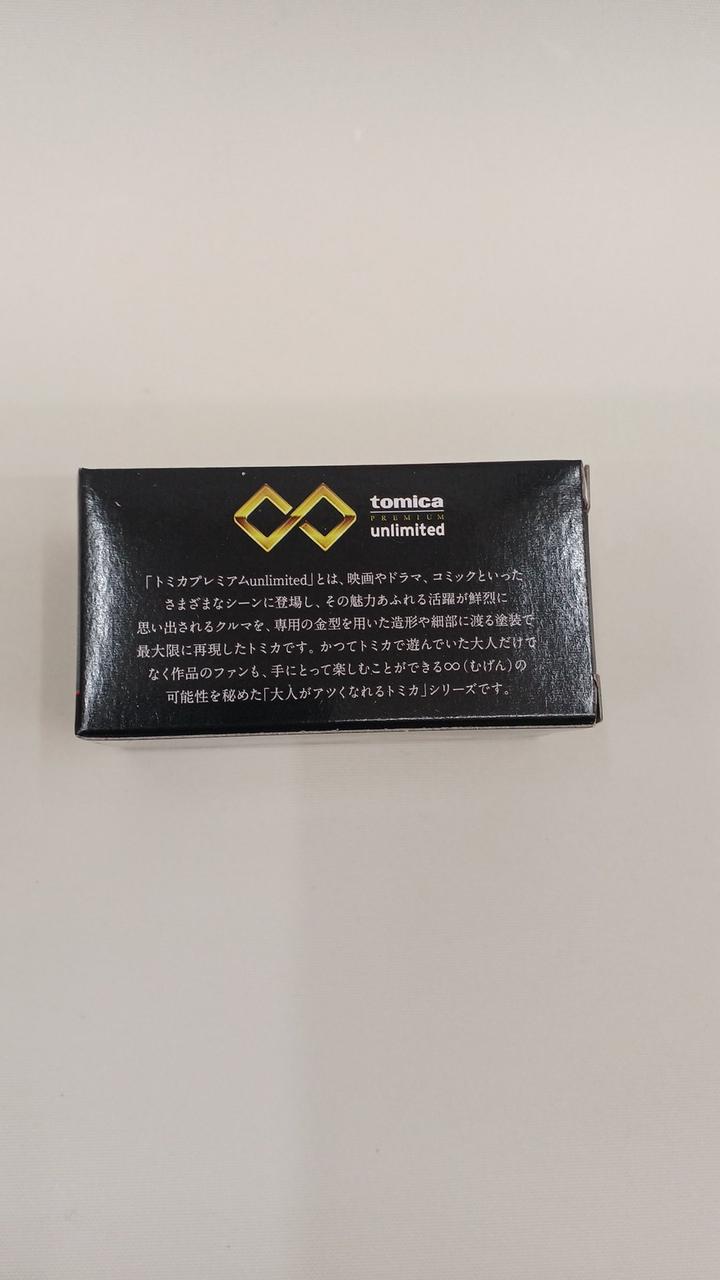 tomica
PREMIUM
unlimited
「トミカプレミアムunlimited」とは、映画やドラマ、コミックといった
さまざまなシーンに登場し、その魅力あふれる活躍が鮮烈に
思い出されるクルマを、専用の金型を用いた造形や細部に渡る塗装で
最大限に再現したトミカです。かつてトミカで遊んでいた大人だけで
なく作品のファンも、手にとって楽しむことができる∞（むげん）の
可能性を秘めた「大人がアツくなれるトミカ」シリーズです。